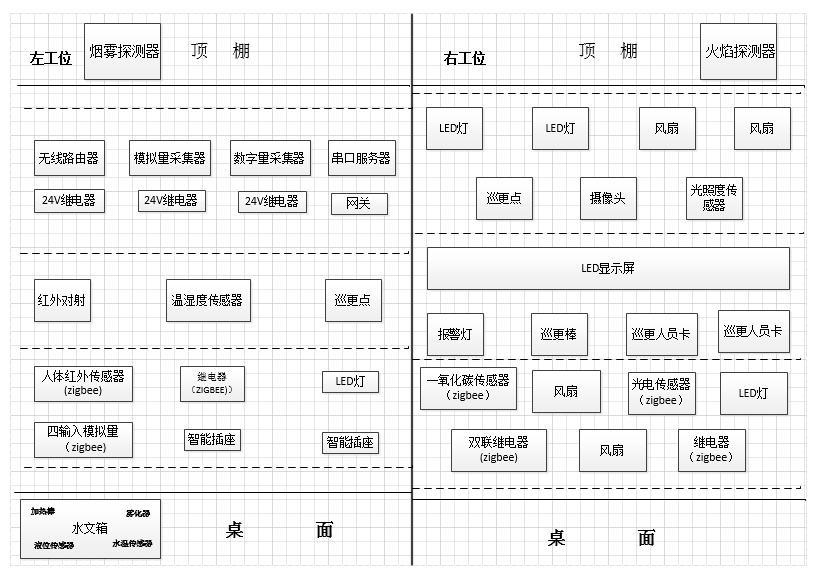 左工位
烟雾探测器
顶 棚
无线路由器
模拟量采集器
数字量采集器
串口服务器
24V继电器
24V继电器
24V继电器
网关
红外对射
温湿度传感器
巡更点
人体红外传感器
(zigbee)
继电器
（ZIGBEE)）
LED灯
四输入模拟量
（zigbee)
智能插座
智能插座
加热棒
雾化器
水文箱
液位传感器
水温传感器
桌 面
右工位
顶 棚
火焰探测器
LED灯
LED灯
风扇
风扇
巡更点
摄像头
光照度传
感器
LED显示屏
报警灯
巡更棒
巡更人员卡
巡更人员卡
一氧化碳传感器
（zigbee）
风扇
光电传感器
（zigbee）
LED灯
双联继电器
(zigbee)
风扇
继电器
（zigbee）
桌 面